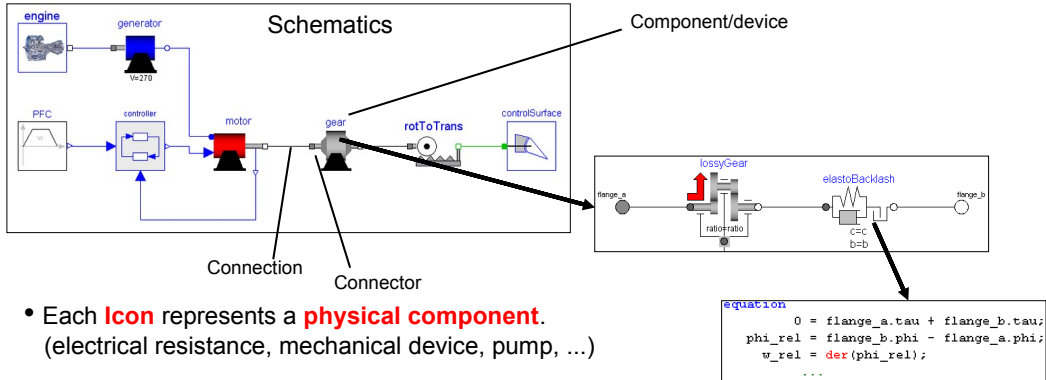 Schematics
Component/device
engine
generator
V=270
PFC
controller
motor
gear
rotToTrans
controlSurface
w
lossyGear
elastoBacklash
flange_a
flange_b
ratio=ratio
c=c
b=b
Connection
Connector
• Each Icon represents a physical component.
(electrical resistance, mechanical device, pump, ...)
equation
0 = flange_a.tau + flange_b.tau;
phi_rel = flange_b.phi - flange_a.phi;
w_rel = der(phi_rel);
...